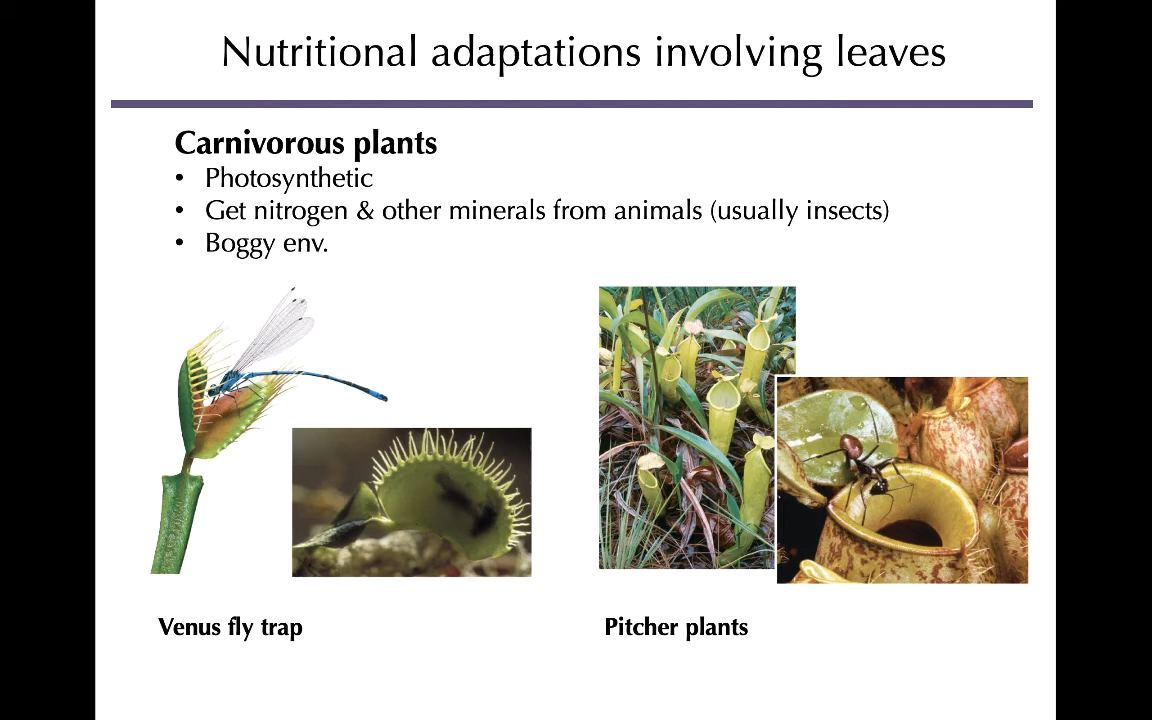 Nutritional adaptations involving leaves
Carnivorous plants
• Photosynthetic
• Get nitrogen & other minerals from animals (usually insects)
• Boggy env.
Venus fly trap
Pitcher plants